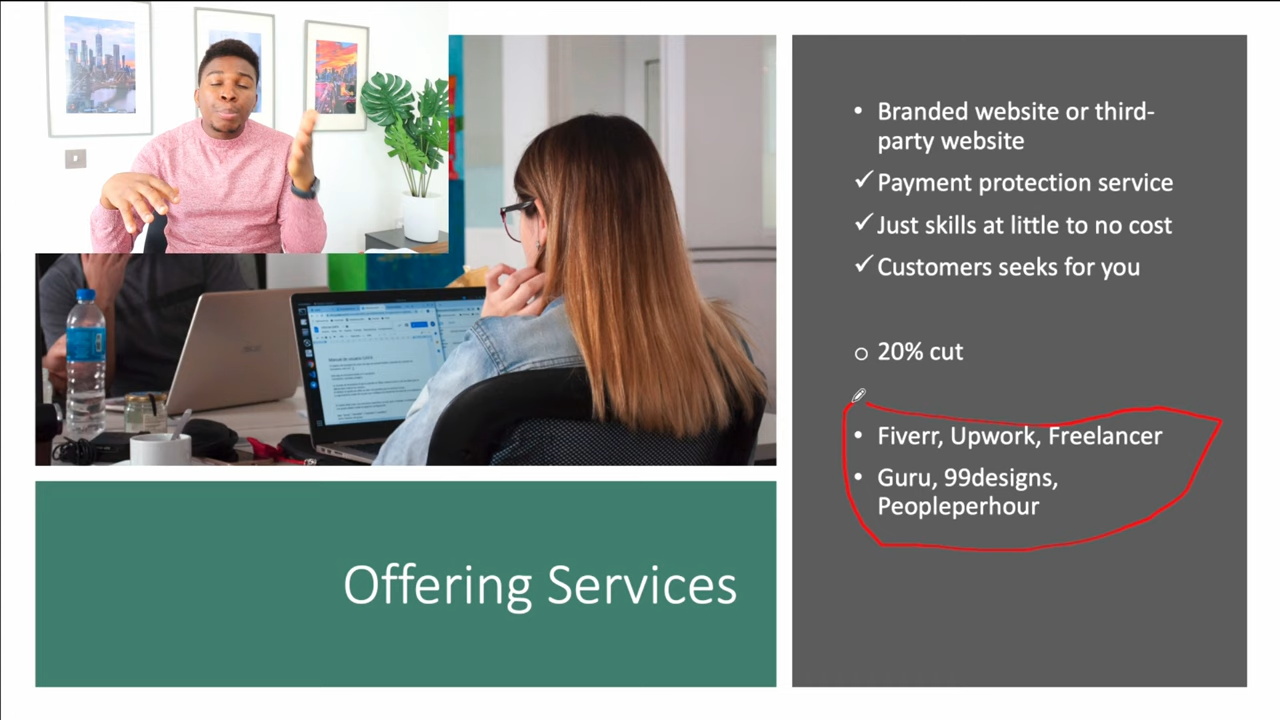 • Branded website or third-
party website
✓ Payment protection service
✓ Just skills at little to no cost
✓ Customers seeks for you
○ 20% cut
• Fiverr, Upwork, Freelancer
• Guru, 99designs,
Peopleperhour
Offering Services